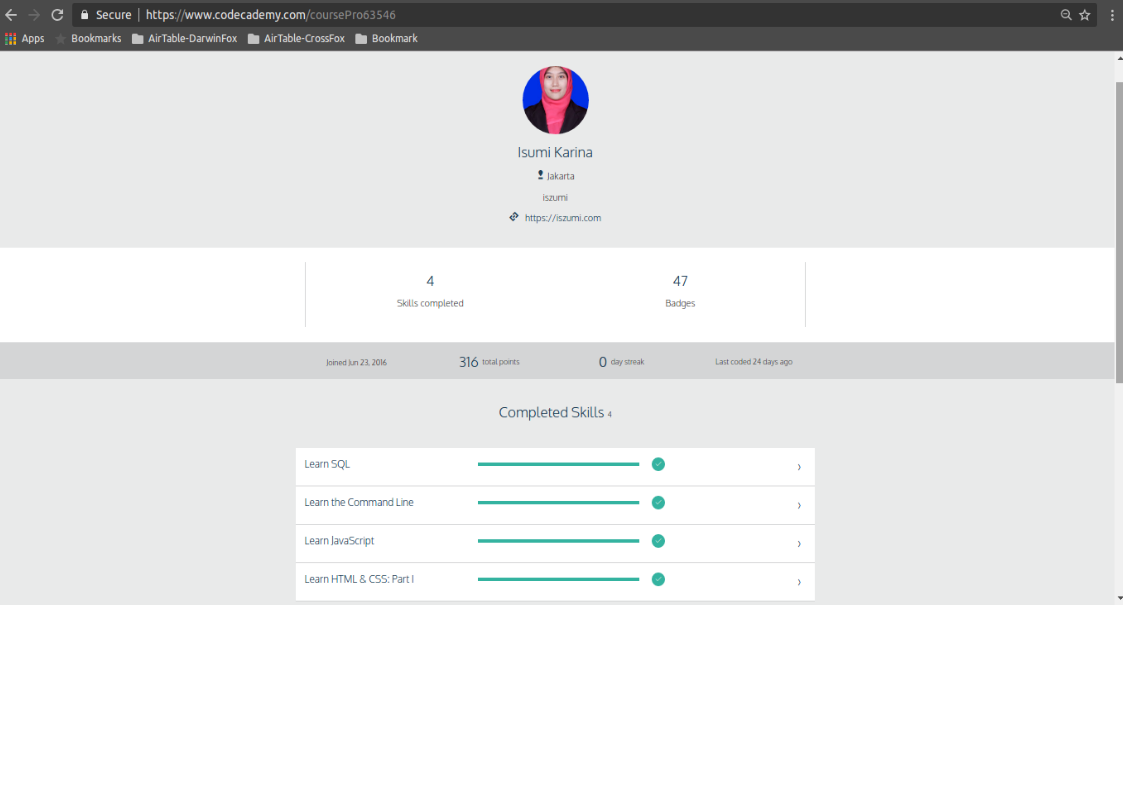 Secure | https://www.codecademy.com/coursePro63546
Apps Bookmarks AirTable-DarwinFox AirTable-CrossFox Bookmark
Isumi Karina
Jakarta
iszumi
https://iszumi.com
4 47
Skills completed Badges
Joined Jun 23, 2016 316 total points 0 day streak Last coded 24 days ago
Completed Skills 4
Learn SQL
Learn the Command Line
Learn JavaScript
Learn HTML & CSS: Part I